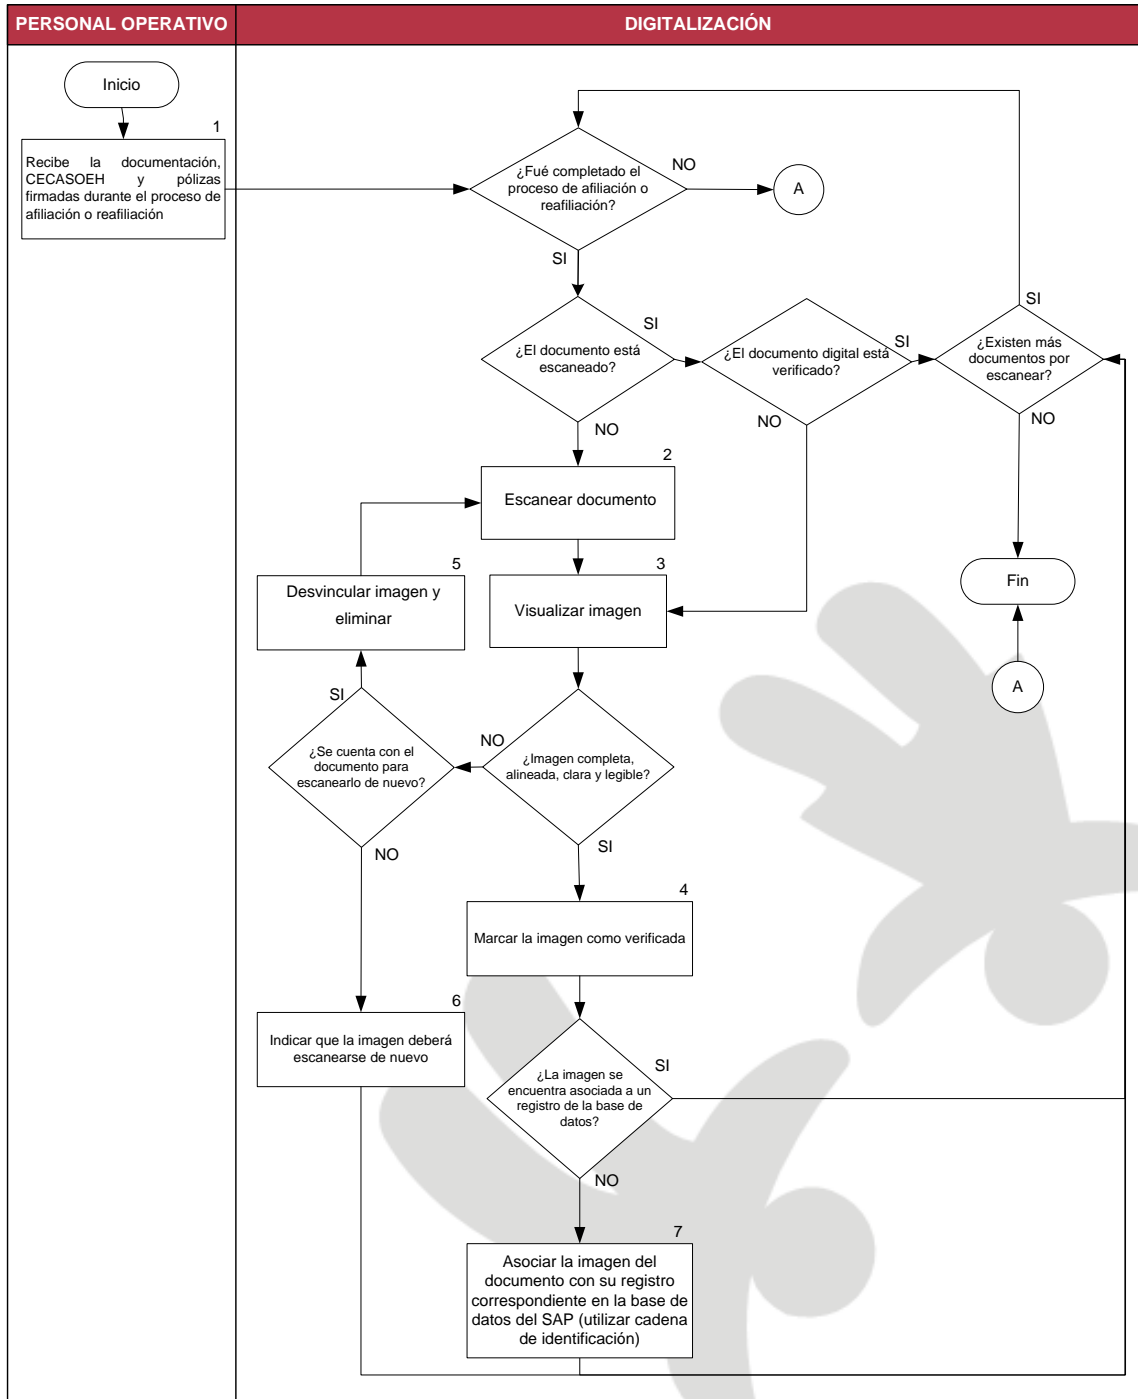 PERSONAL OPERATIVO
DIGITALIZACIÓN
Inicio
1
Recibe la documentación,
CECASOEH y pólizas
firmadas durante el proceso de
afiliación o reafiliación
¿Fué completado el
proceso de afiliación o
reafiliación?
NO
A
SI
¿El documento está
escaneado?
SI
¿El documento digital está
verificado?
SI
¿Existen más
documentos por
escanear?
SI
NO
NO
NO
2
Escanear documento
5
Desvincular imagen y
eliminar
3
Visualizar imagen
Fin
A
SI
¿Se cuenta con el
documento para
escanearlo de nuevo?
NO
¿Imagen completa,
alineada, clara y legible?
NO
SI
4
Marcar la imagen como verificada
6
Indicar que la imagen deberá
escanearse de nuevo
¿La imagen se
encuentra asociada a un
registro de la base de
datos?
SI
NO
7
Asociar la imagen del
documento con su registro
correspondiente en la base de
datos del SAP (utilizar cadena
de identificación)